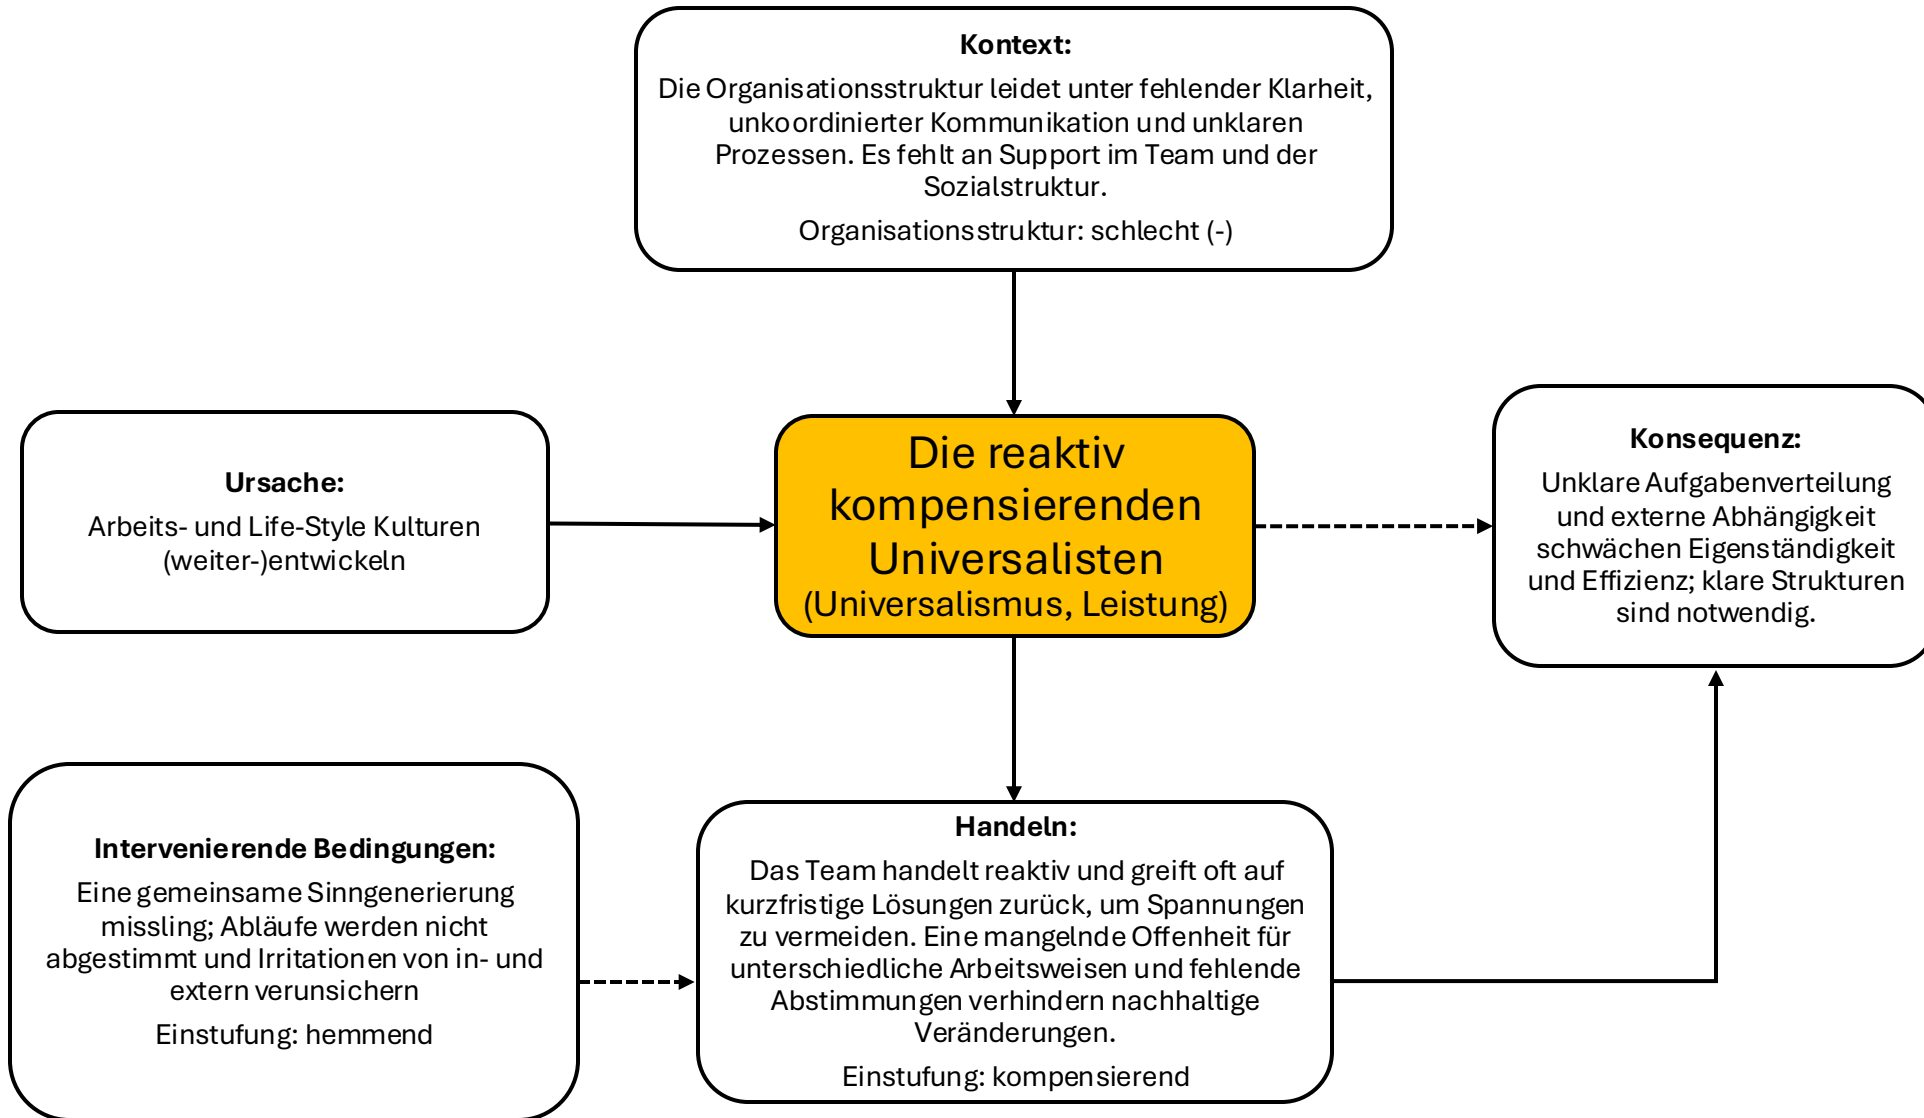 Kontext:
Die Organisationsstruktur leidet unter fehlender Klarheit,
unkoordinierter Kommunikation und unklaren
Prozessen. Es fehlt an Support im Team und der
Sozialstruktur.
Organisationsstruktur: schlecht (-)
Ursache:
Arbeits- und Life-Style Kulturen
(weiter-)entwickeln
Die reaktiv
kompensierenden
Universalisten
(Universalismus, Leistung)
Konsequenz:
Unklare Aufgabenverteilung
und externe Abhängigkeit
schwächen Eigenständigkeit
und Effizienz; klare Strukturen
sind notwendig.
Intervenierende Bedingungen:
Eine gemeinsame Sinngenerierung
missling; Abläufe werden nicht
abgestimmt und Irritationen von in- und
extern verunsichern
Einstufung: hemmend
Handeln:
Das Team handelt reaktiv und greift oft auf
kurzfristige Lösungen zurück, um Spannungen
zu vermeiden. Eine mangelnde Offenheit für
unterschiedliche Arbeitsweisen und fehlende
Abstimmungen verhindern nachhaltige
Veränderungen.
Einstufung: kompensierend